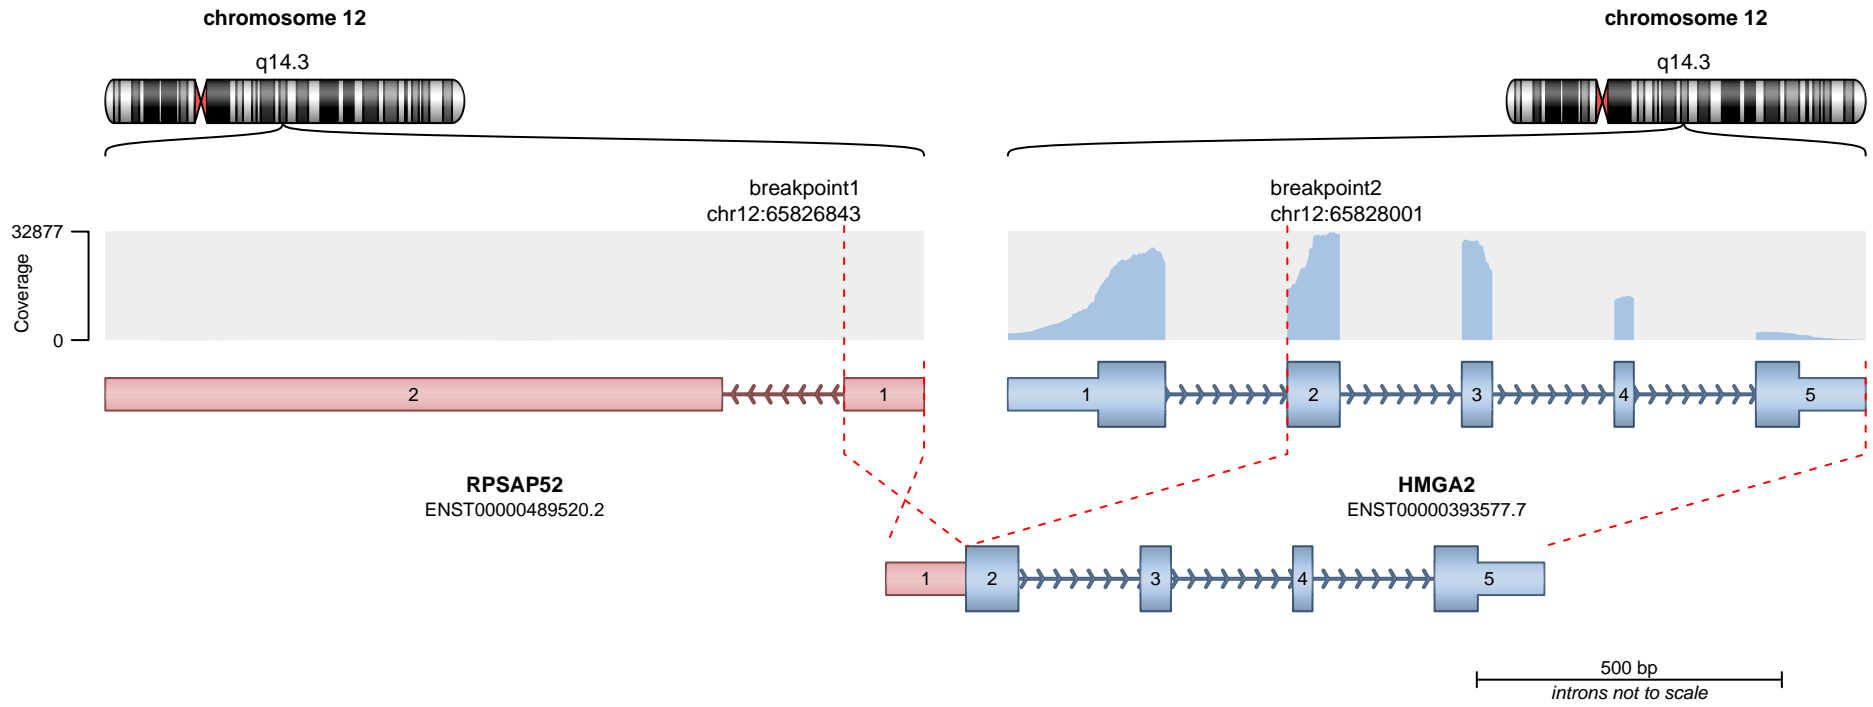 chromosome 12
chromosome 12
q14.3
q14.3
breakpoint1
chr12:65826843
breakpoint2
chr12:65828001
32877
Coverage
0
2
1
1
2
3
4
5
RPSAP52
ENST00000489520.2
HMGA2
ENST00000393577.7
1
2
3
4
5
500 bp
introns not to scale